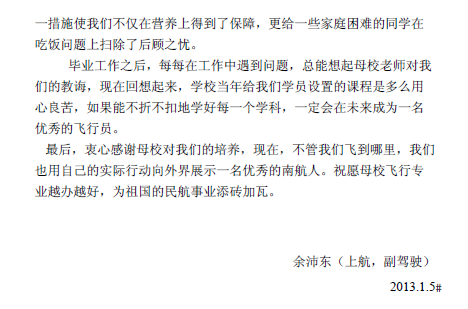 一措施使我们不仅在营养上得到了保障，更给一些家庭困难的同学在
吃饭问题上扫除了后顾之忧。
毕业工作之后，每每在工作中遇到问题，总能想起母校老师对我
们的教诲，现在回想起来，学校当年给我们学员设置的课程是多么用
心良苦，如果能不折不扣地学好每一个学科，一定会在未来成为一名
优秀的飞行员。
最后，衷心感谢母校对我们的培养，现在，不管我们飞到哪里，我们
也用自己的实际行动向外界展示一名优秀的南航人。祝愿母校飞行专
业越办越好，为祖国的民航事业添砖加瓦。
余沛东（上航，副驾驶）
2013.1.5#